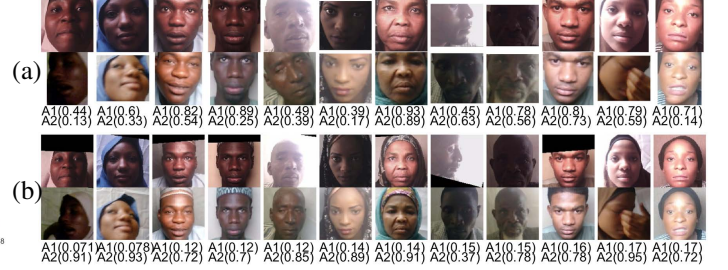 (a)
A1(0.44) A1(0.6) A1(0.82) A1(0.89) A1(0.49) A1(0.39) A1(0.93) A1(0.45) A1(0.78) A1(0.8) A1(0.79) A1(0.71)
A2(0.13) A2(0.33) A2(0.54) A2(0.25) A2(0.39) A2(0.17) A2(0.89) A2(0.63) A2(0.56) A2(0.73) A2(0.59) A2(0.14)
(b)
8
A1(0.071) A1(0.078) A1(0.12) A1(0.12) A1(0.12) A1(0.14) A1(0.14) A1(0.15) A1(0.15) A1(0.16) A1(0.17) A1(0.17)
A2(0.91) A2(0.93) A2(0.72) A2(0.7) A2(0.85) A2(0.89) A2(0.91) A2(0.37) A2(0.78) A2(0.78) A2(0.95) A2(0.72)